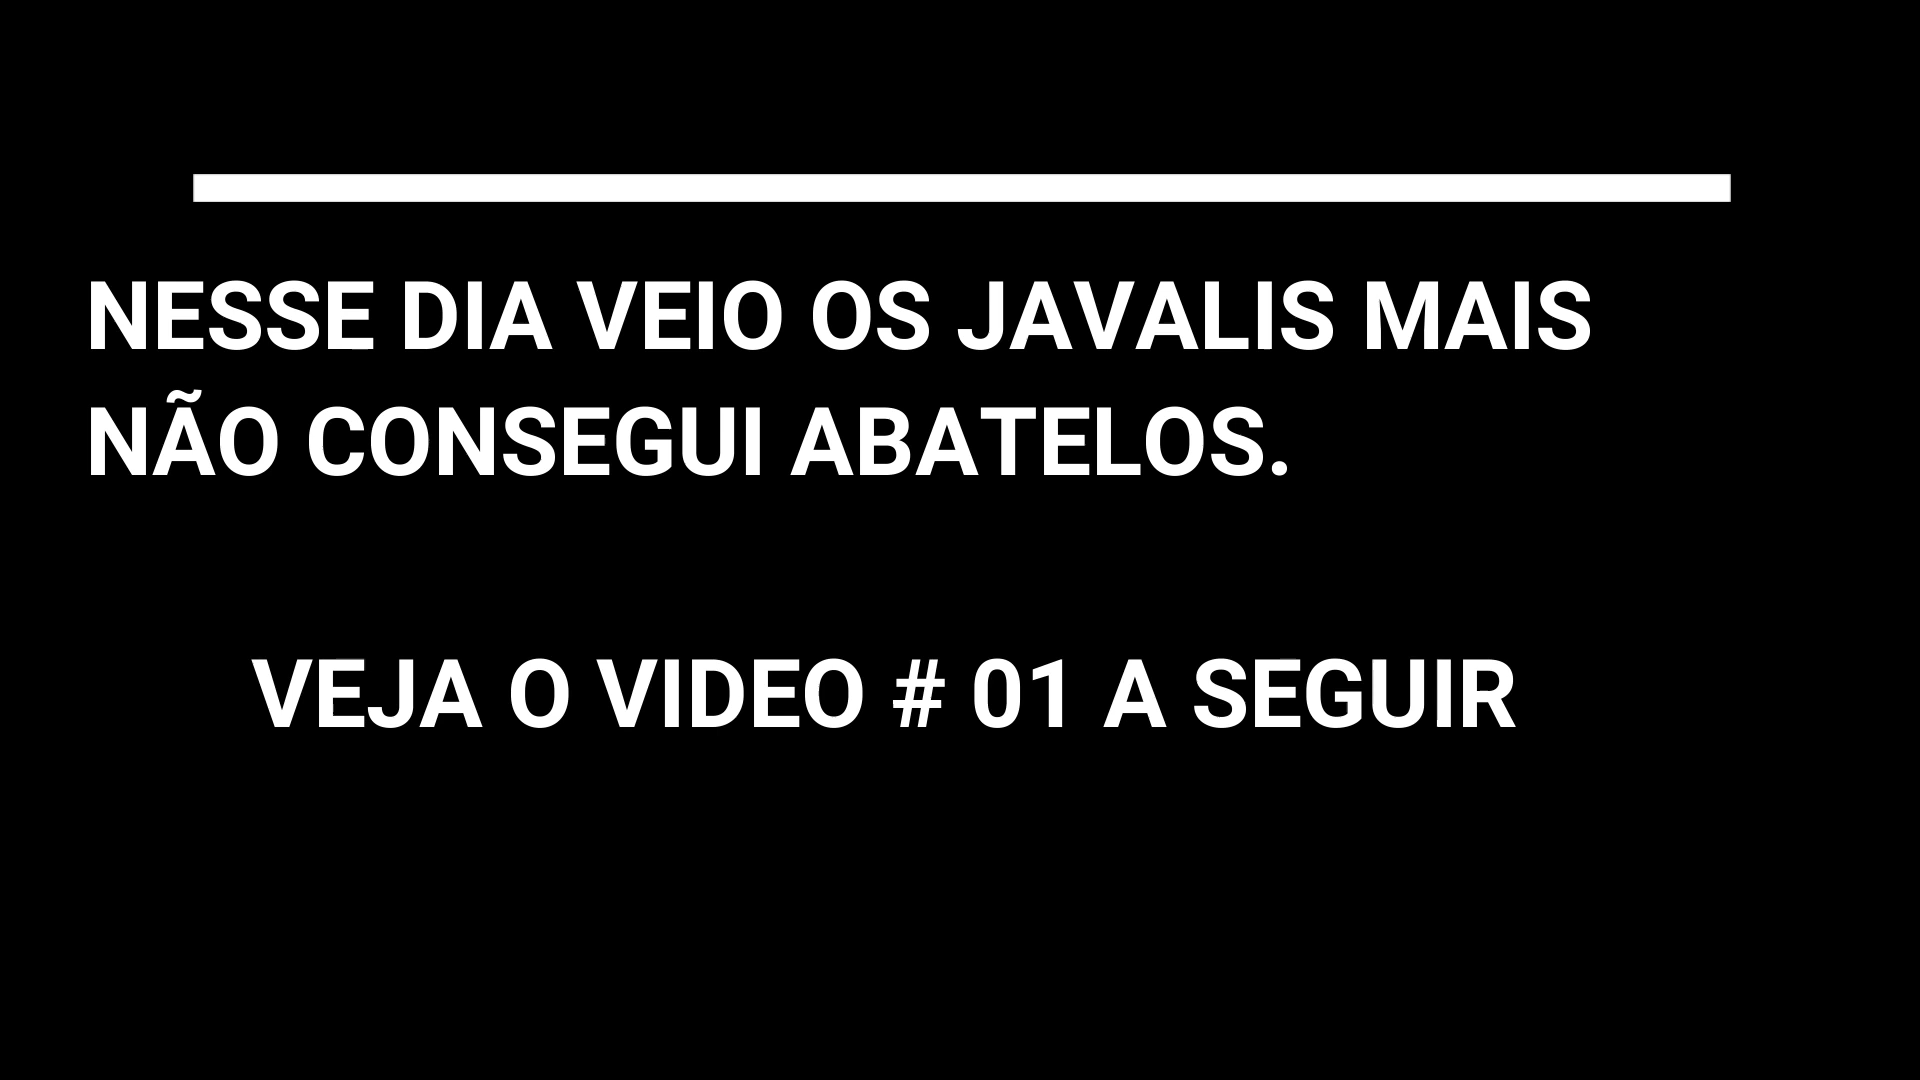 NESSE DIA VEIO OS JAVALIS MAIS
NÃO CONSEGUI ABATELOS.
VEJA O VIDEO # 01 A SEGUIR